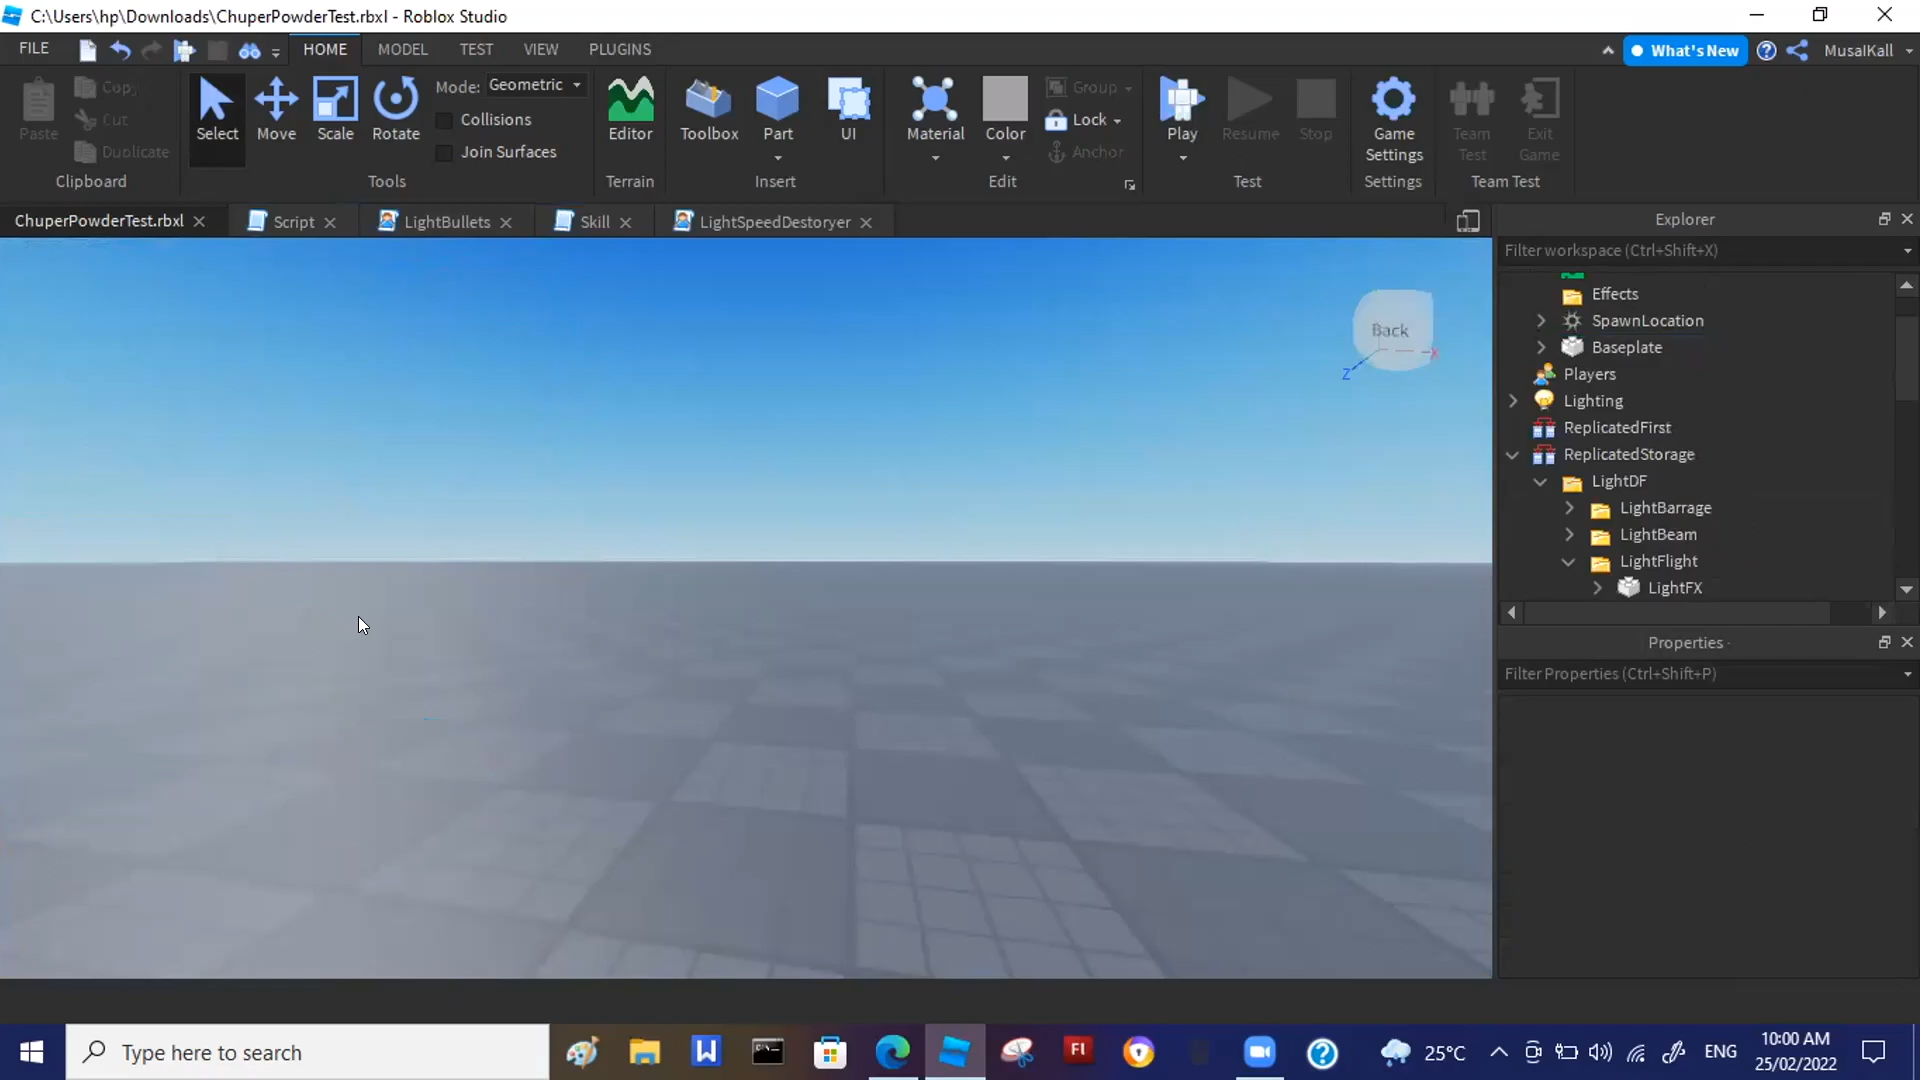 C:\Users\hp\Downloads\ChuperPowderTest.rbxl - Roblox Studio
FILE HOME MODEL TEST VIEW PLUGINS What's New MusaIKall
Paste Copy Cut Duplicate Clipboard
Select Move Scale Rotate Mode: Geometric Collisions Join Surfaces Tools
Editor Terrain
Toolbox Part UI Insert
Material Color Group Lock Anchor Edit
Play Resume Stop Test
Game Settings Settings
Team Test Exit Game Team Test
ChuperPowderTest.rbxl Script LightBullets Skill LightSpeedDestoryer
Back
X
Z
Explorer
Filter workspace (Ctrl+Shift+X)
Effects
SpawnLocation
Baseplate
Players
Lighting
ReplicatedFirst
ReplicatedStorage
LightDF
LightBarrage
LightBeam
LightFlight
LightFX
Properties
Filter Properties (Ctrl+Shift+P)
Type here to search
W
Fl
25°C
ENG
10:00 AM
25/02/2022